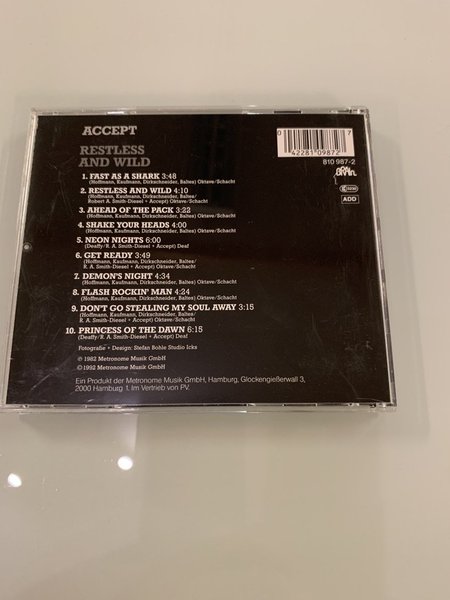 ACCEPT
0 42281 09872 7
810 987-2
RESTLESS
AND WILD
brain
1. FAST AS A SHARK 3:48
(Hoffmann, Kaufmann, Dirkschneider, Baltes) Oktave/Schacht
2. RESTLESS AND WILD 4:10
(Hoffmann, Kaufmann, Dirkschneider, Baltes/
Robert A. Smith-Diesel + Accept) Oktave/Schacht
ADD
3. AHEAD OF THE PACK 3:22
(Hoffmann, Kaufmann, Dirkschneider, Baltes) Oktave/Schacht
4. SHAKE YOUR HEADS 4:00
(Hoffmann, Kaufmann, Dirkschneider, Baltes) Oktave/Schacht
5. NEON NIGHTS 6:00
(Deaffy/R. A. Smith-Diesel + Accept) Deaf
6. GET READY 3:49
(Hoffmann, Kaufmann, Dirkschneider, Baltes/
R. A. Smith-Diesel + Accept) Oktave/Schacht
7. DEMON'S NIGHT 4:34
(Hoffmann, Kaufmann, Dirkschneider, Baltes) Oktave/Schacht
8. FLASH ROCKIN' MAN 4:24
(Hoffmann, Kaufmann, Dirkschneider, Baltes) Oktave/Schacht
9. DON'T GO STEALING MY SOUL AWAY 3:15
(Hoffmann, Kaufmann, Dirkschneider, Baltes/
R. A. Smith-Diesel + Accept) Oktave/Schacht
10. PRINCESS OF THE DAWN 6:15
(Deaffy/R. A. Smith-Diesel + Accept) Deaf
Fotografie + Design: Stefan Böhle Studio Icks
℗ 1982 Metronome Musik GmbH
© 1992 Metronome Musik GmbH
Ein Produkt der Metronome Musik GmbH, Hamburg, Glockengießerwall 3,
2000 Hamburg 1. Im Vertrieb von PV.